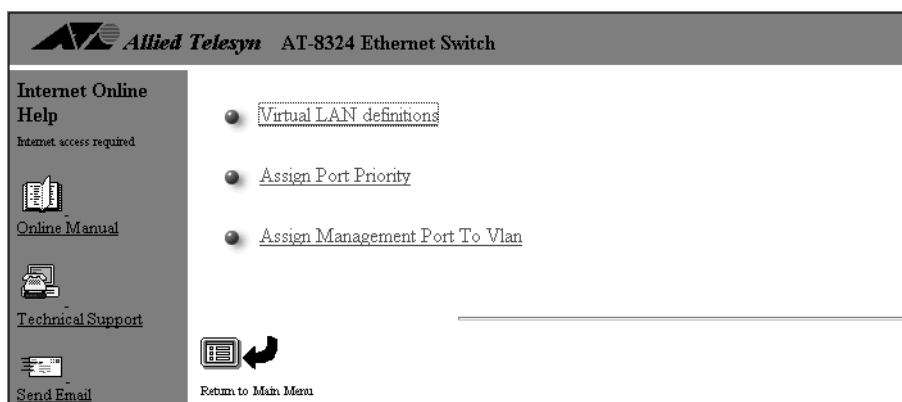 Allied Telesyn AT-8324 Ethernet Switch
Internet Online
Help
Internet access required
Online Manual
Technical Support
Send Email
Virtual LAN definitions
Assign Port Priority
Assign Management Port To Vlan
Return to Main Menu